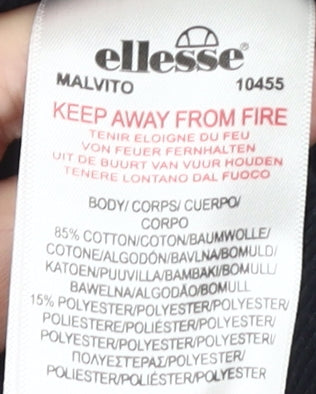 ellesse®
MALVITO 10455
KEEP AWAY FROM FIRE
TENIR ELOIGNE DU FEU
VON FEUER FERNHALTEN
UIT DE BUURT VAN VUUR HOUDEN
TENERE LONTANO DAL FUOCO
BODY/ CORPS/ CUERPO/
CORPO
85% COTTON/COTON/BAUMWOLLE/
COTONE/ALGODÓN/BAVLNA/BOMULD/
KATOEN/PUUVILLA/BAMBAKI/BOMULL/
BAWELNA/ALGODÃO/BOMULL
15% POLYESTER/POLYESTER/POLYESTER/
POLIESTERE/POLIÉSTER/POLYESTER/
POLYESTER/POLYESTERI/
ΠΟΛΥΕΣΤΕΡΑΣ/POLYESTER/
POLIESTER/POLIÉSTER/POLYESTER